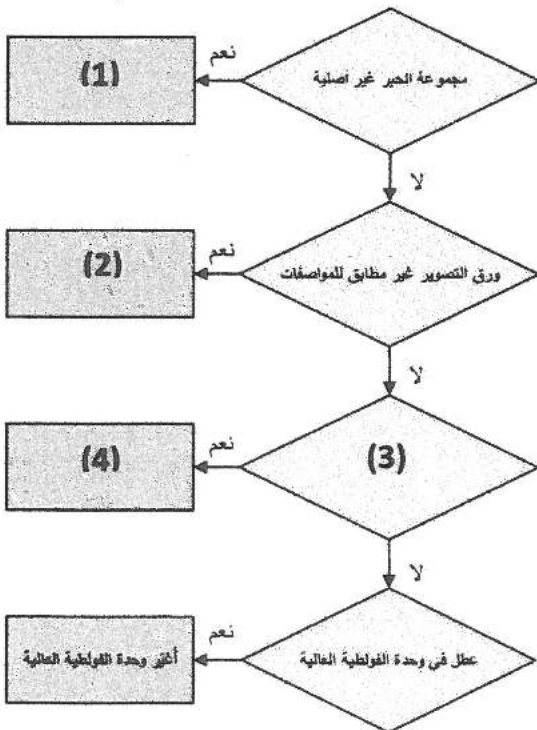 مجموعة الحبر غير أصلية
نعم
(1)
لا
ورق التصوير غير مطابق للمواصفات
نعم
(2)
لا
(3)
نعم
(4)
لا
عطل في وحدة الفولطية العالية
نعم
أغير وحدة الفولطية العالية